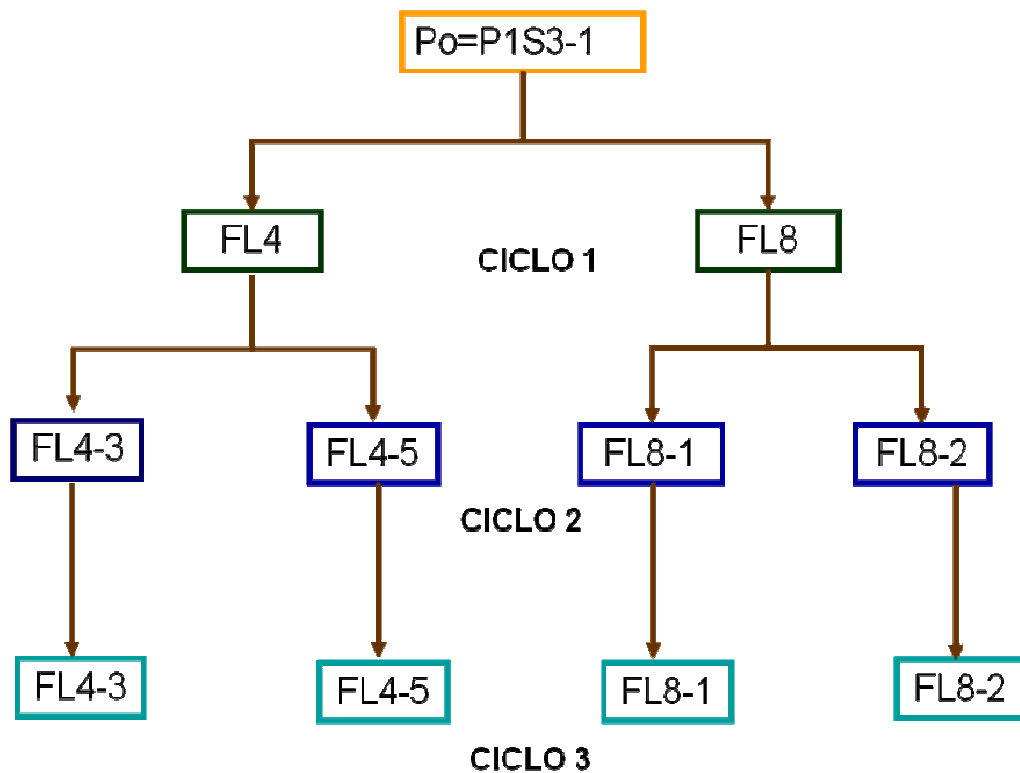 Po=P1S3-1
FL4
FL8
CICLO 1
FL4-3
FL4-5
FL8-1
FL8-2
CICLO 2
FL4-3
FL4-5
FL8-1
FL8-2
CICLO 3